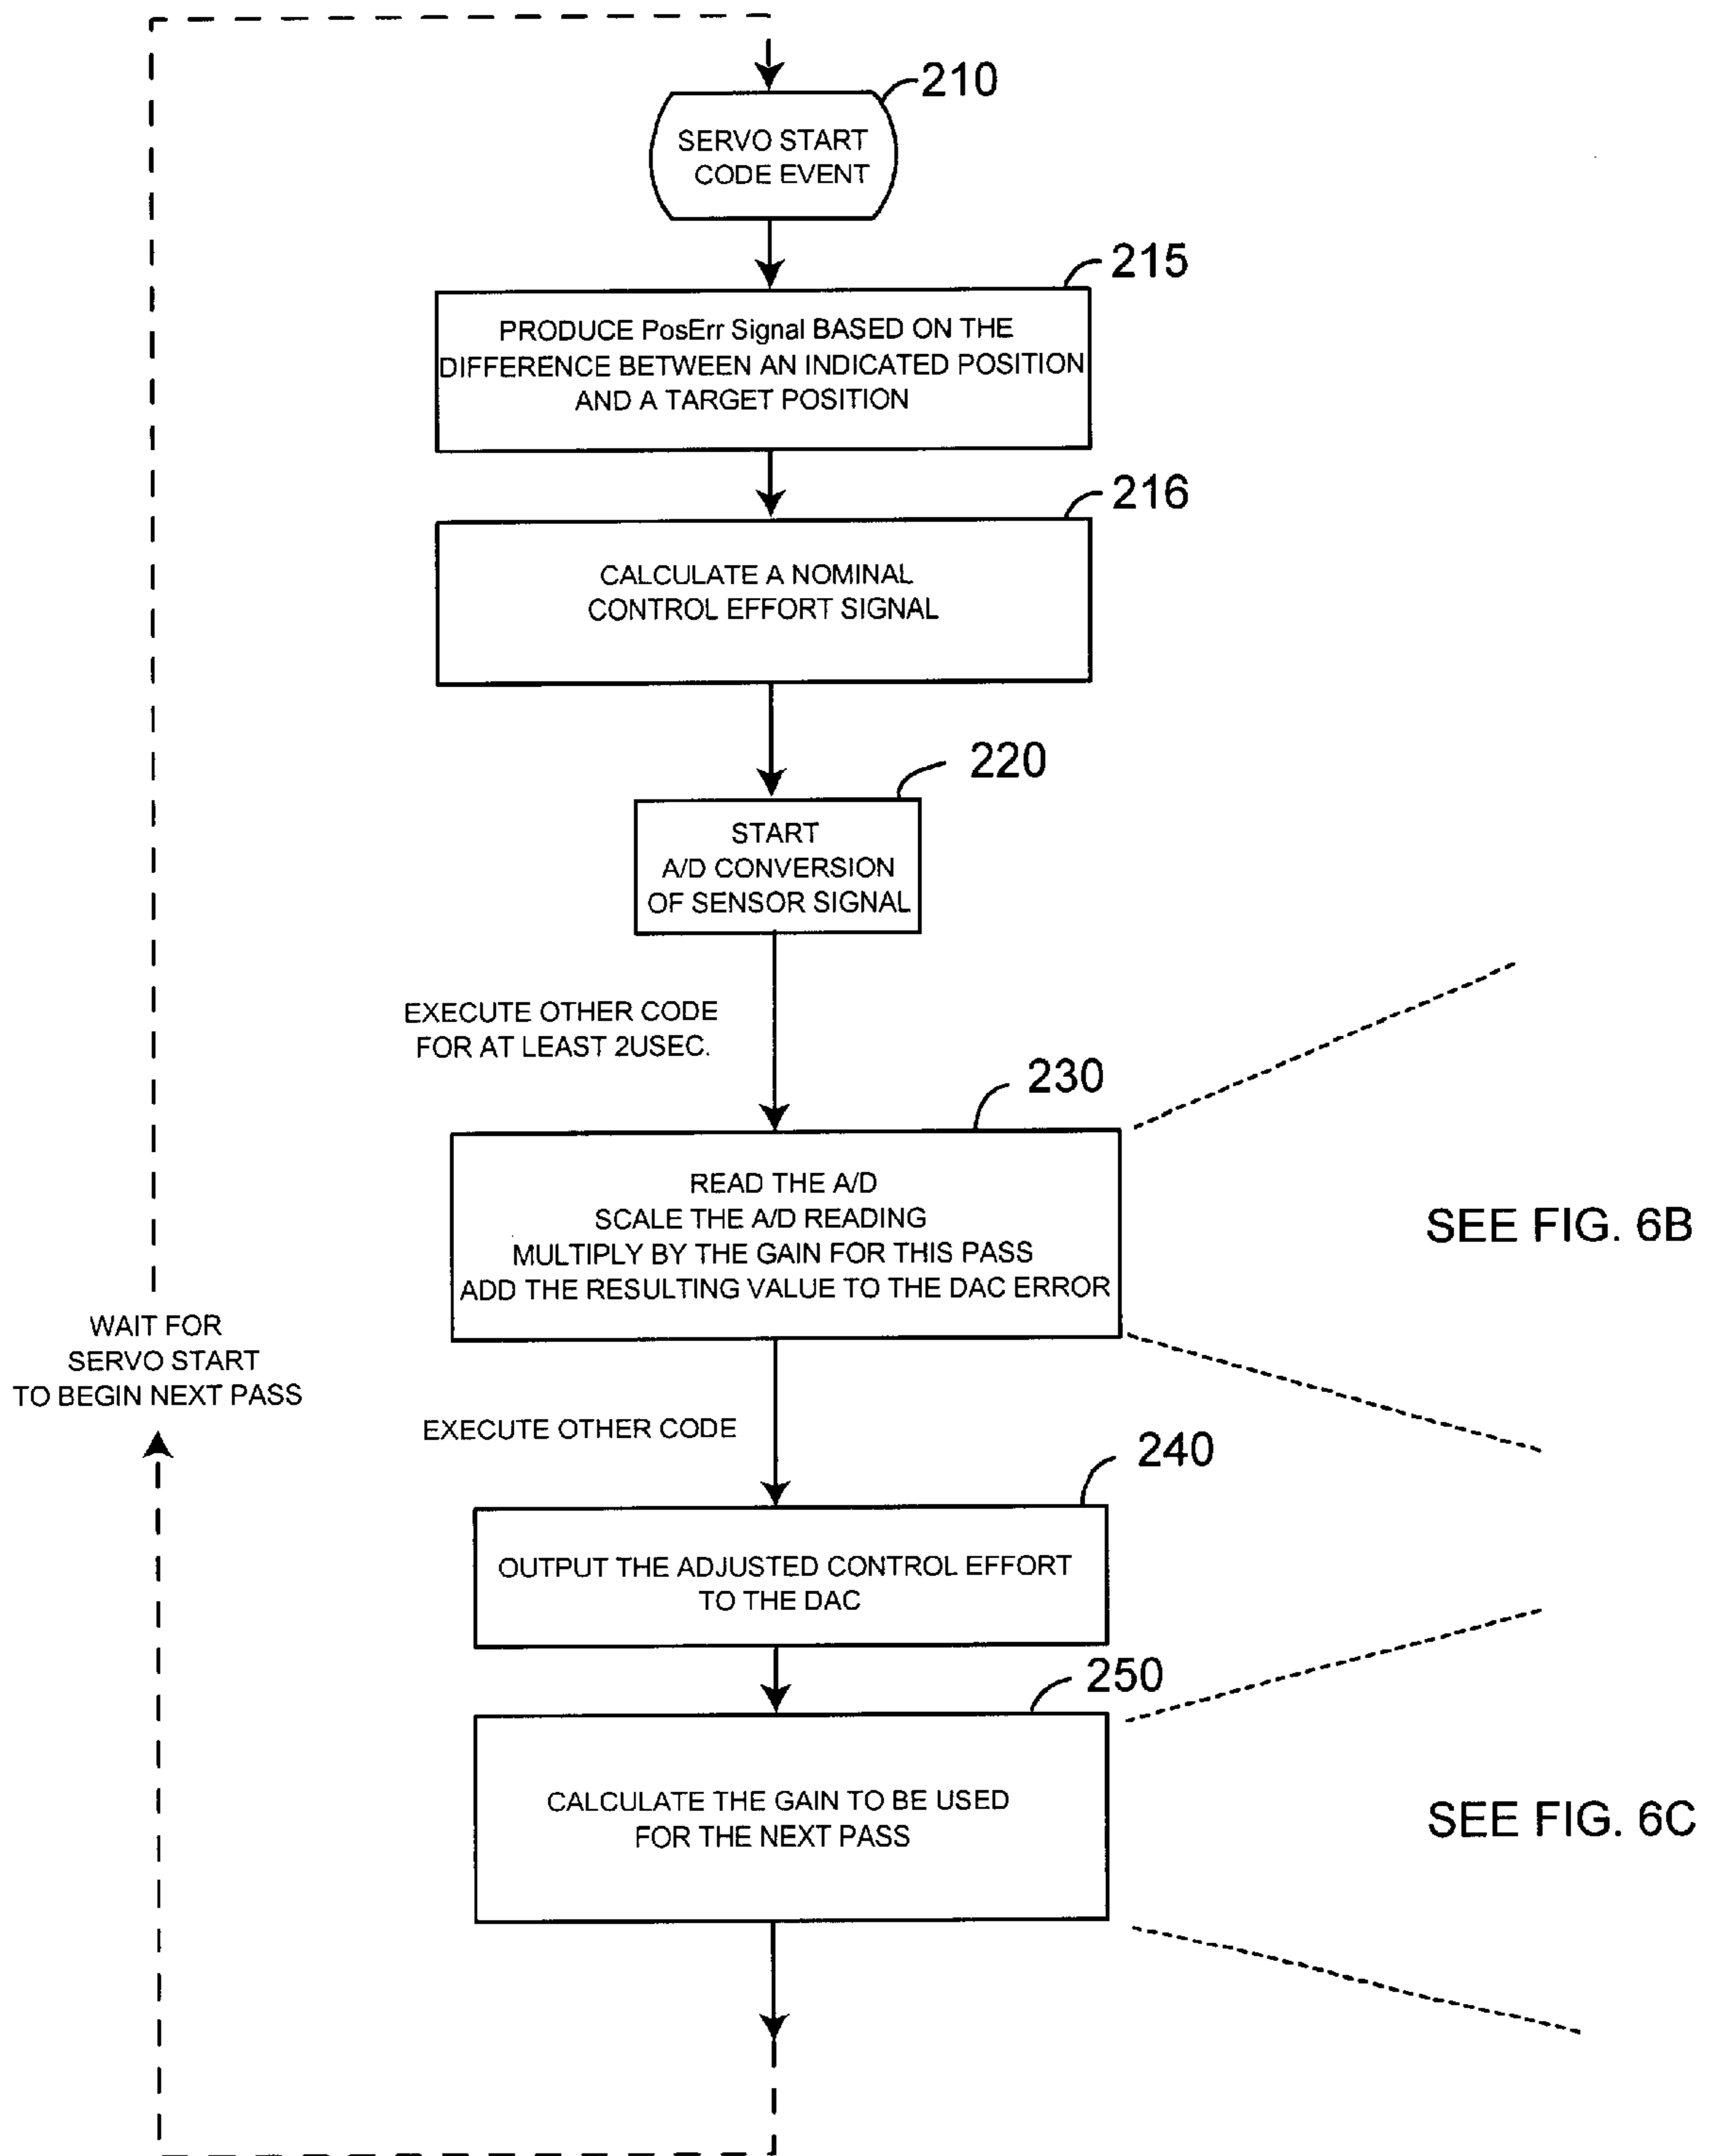 210
SERVO START
CODE EVENT
215
PRODUCE PosErr Signal BASED ON THE
DIFFERENCE BETWEEN AN INDICATED POSITION
AND A TARGET POSITION
216
CALCULATE A NOMINAL
CONTROL EFFORT SIGNAL
220
START
A/D CONVERSION
OF SENSOR SIGNAL
EXECUTE OTHER CODE
FOR AT LEAST 2USEC.
230
READ THE A/D
SCALE THE A/D READING
MULTIPLY BY THE GAIN FOR THIS PASS
ADD THE RESULTING VALUE TO THE DAC ERROR
SEE FIG. 6B
WAIT FOR
SERVO START
TO BEGIN NEXT PASS
EXECUTE OTHER CODE
240
OUTPUT THE ADJUSTED CONTROL EFFORT
TO THE DAC
250
CALCULATE THE GAIN TO BE USED
FOR THE NEXT PASS
SEE FIG. 6C